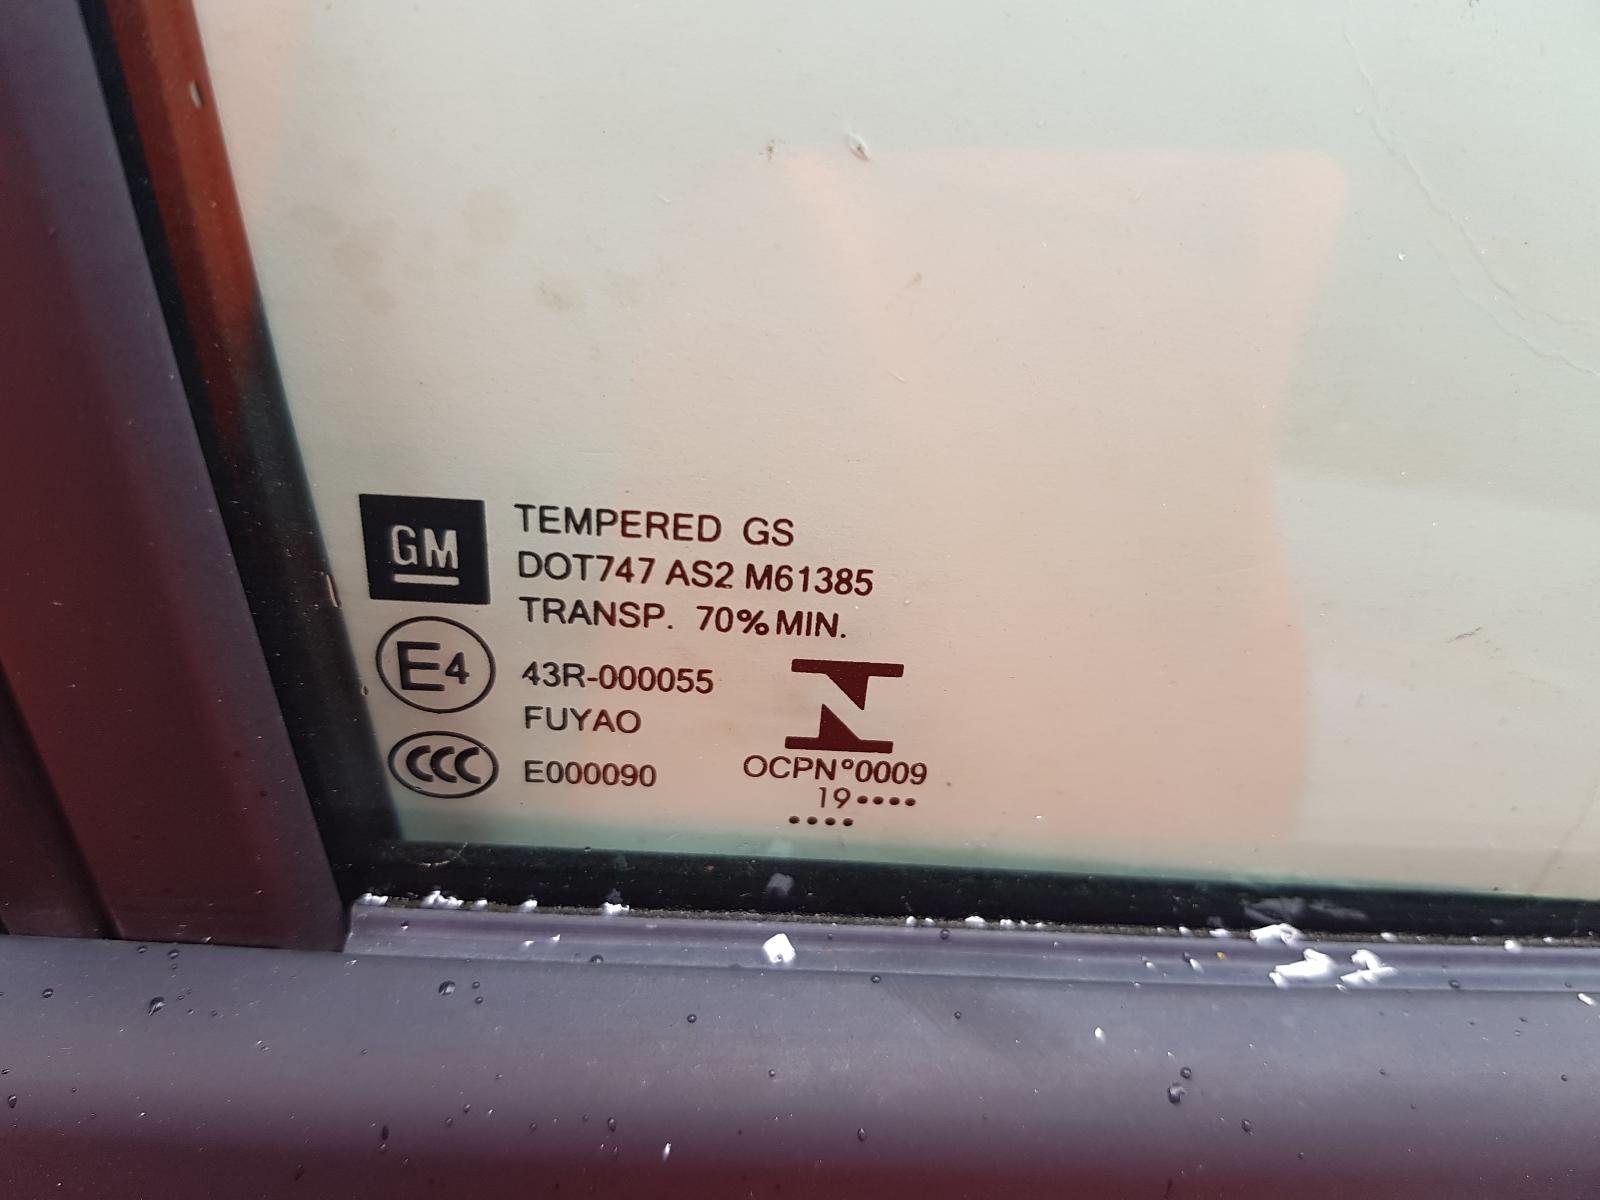 GM
TEMPERED GS
DOT747 AS2 M61385
TRANSP. 70% MIN.
E4
43R-000055
FUYAO
CCC
E000090
OCPN°0009
19••••
••••